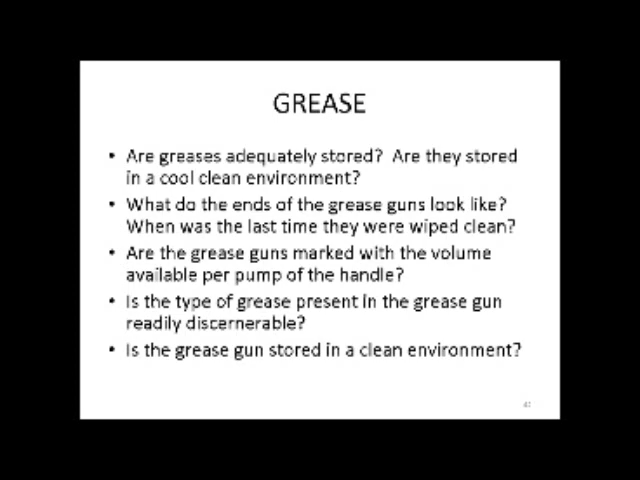 GREASE
• Are greases adequately stored? Are they stored
in a cool clean environment?
• What do the ends of the grease guns look like?
When was the last time they were wiped clean?
• Are the grease guns marked with the volume
available per pump of the handle?
• Is the type of grease present in the grease gun
readily discernerable?
• Is the grease gun stored in a clean environment?